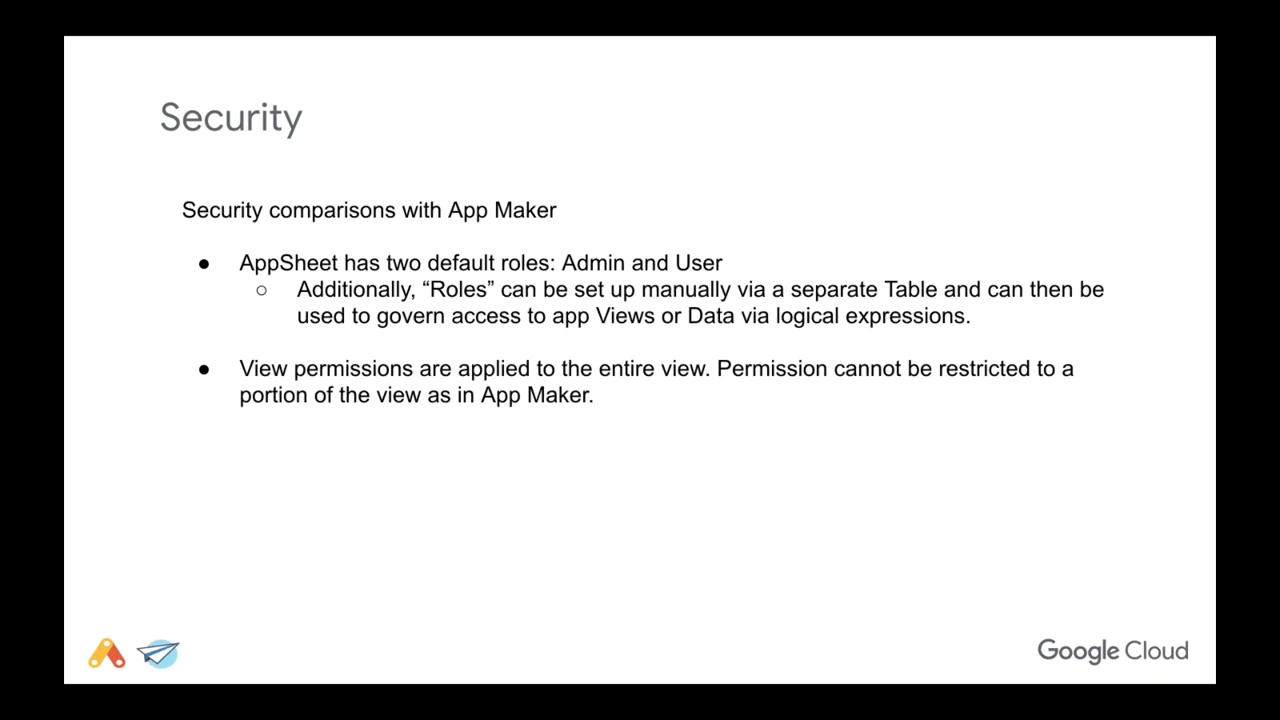 Security
Security comparisons with App Maker
● AppSheet has two default roles: Admin and User
○ Additionally, “Roles” can be set up manually via a separate Table and can then be
used to govern access to app Views or Data via logical expressions.
● View permissions are applied to the entire view. Permission cannot be restricted to a
portion of the view as in App Maker.
Google Cloud